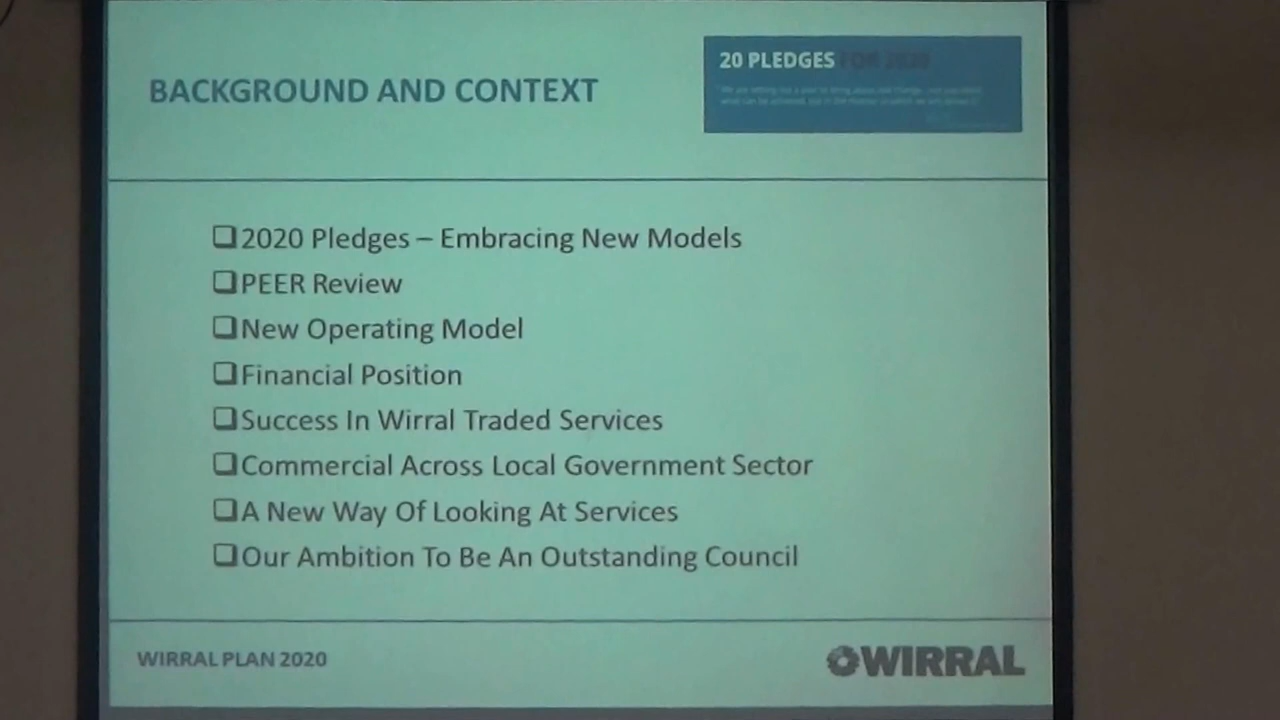 BACKGROUND AND CONTEXT
20 PLEDGES FOR 2020
❑2020 Pledges – Embracing New Models
❑PEER Review
❑New Operating Model
❑Financial Position
❑Success In Wirral Traded Services
❑Commercial Across Local Government Sector
❑A New Way Of Looking At Services
❑Our Ambition To Be An Outstanding Council
WIRRAL PLAN 2020
WIRRAL